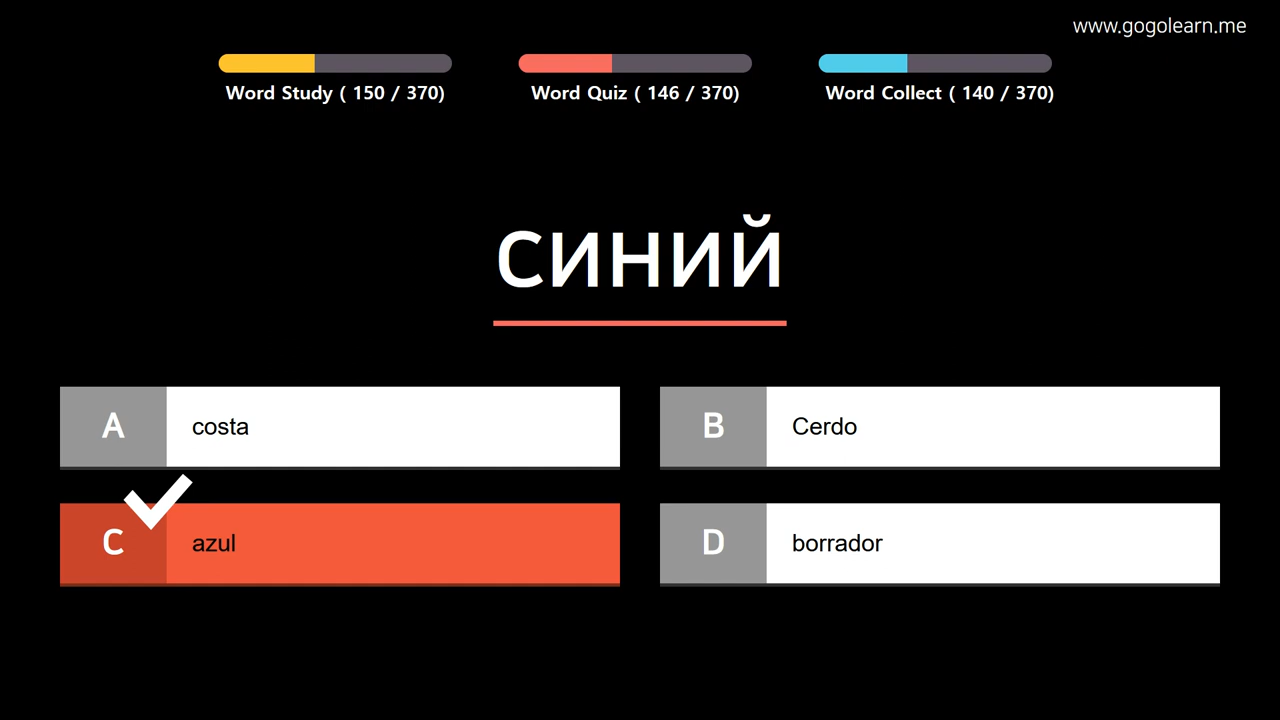 www.gogolearn.me
Word Study ( 150 / 370)
Word Quiz ( 146 / 370)
Word Collect ( 140 / 370)
синий
A costa
B Cerdo
C azul
D borrador